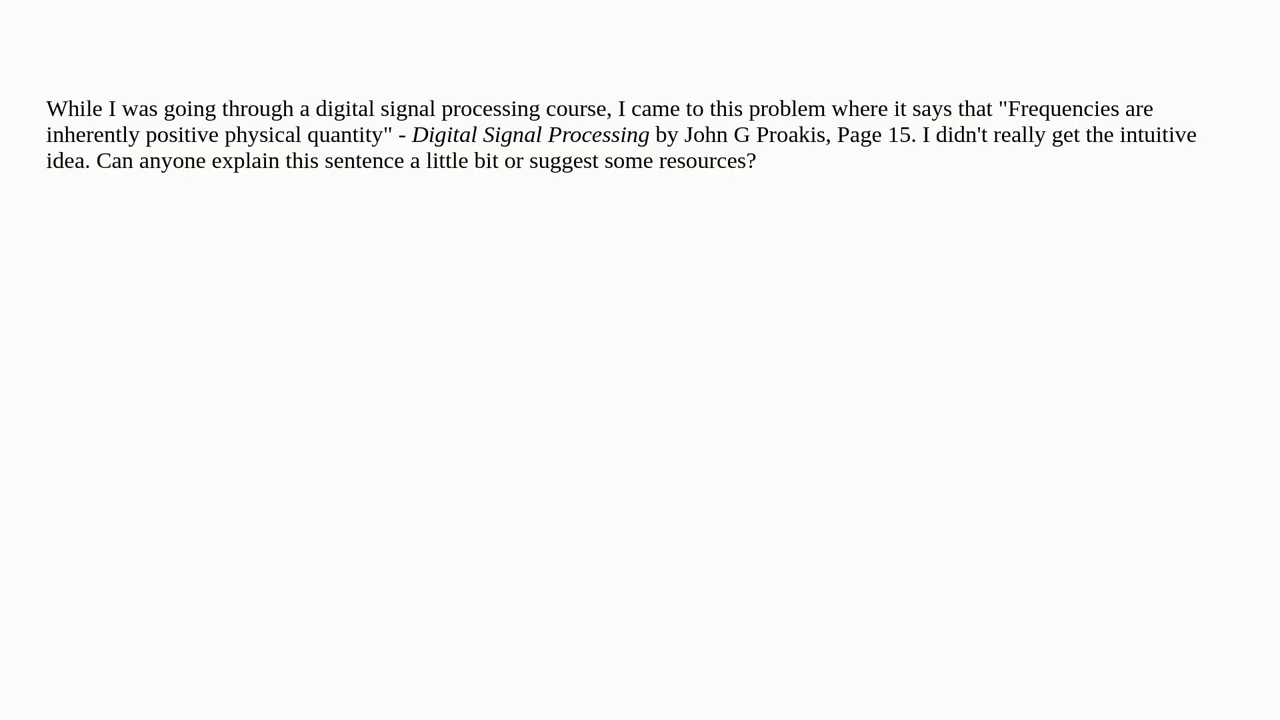 While I was going through a digital signal processing course, I came to this problem where it says that "Frequencies are
inherently positive physical quantity" - Digital Signal Processing by John G Proakis, Page 15. I didn't really get the intuitive
idea. Can anyone explain this sentence a little bit or suggest some resources?